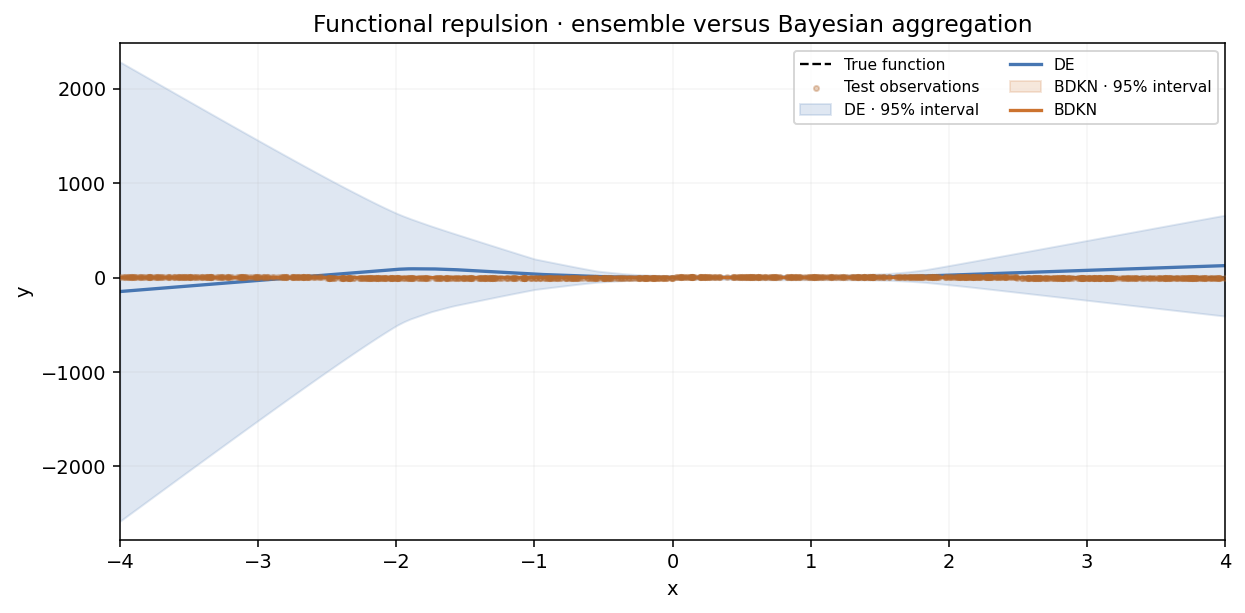 Functional repulsion · ensemble versus Bayesian aggregation
True function
Test observations
DE · 95% interval
DE
BDKN · 95% interval
BDKN
y
2000
1000
0
−1000
−2000
−4 −3 −2 −1 0 1 2 3 4
x